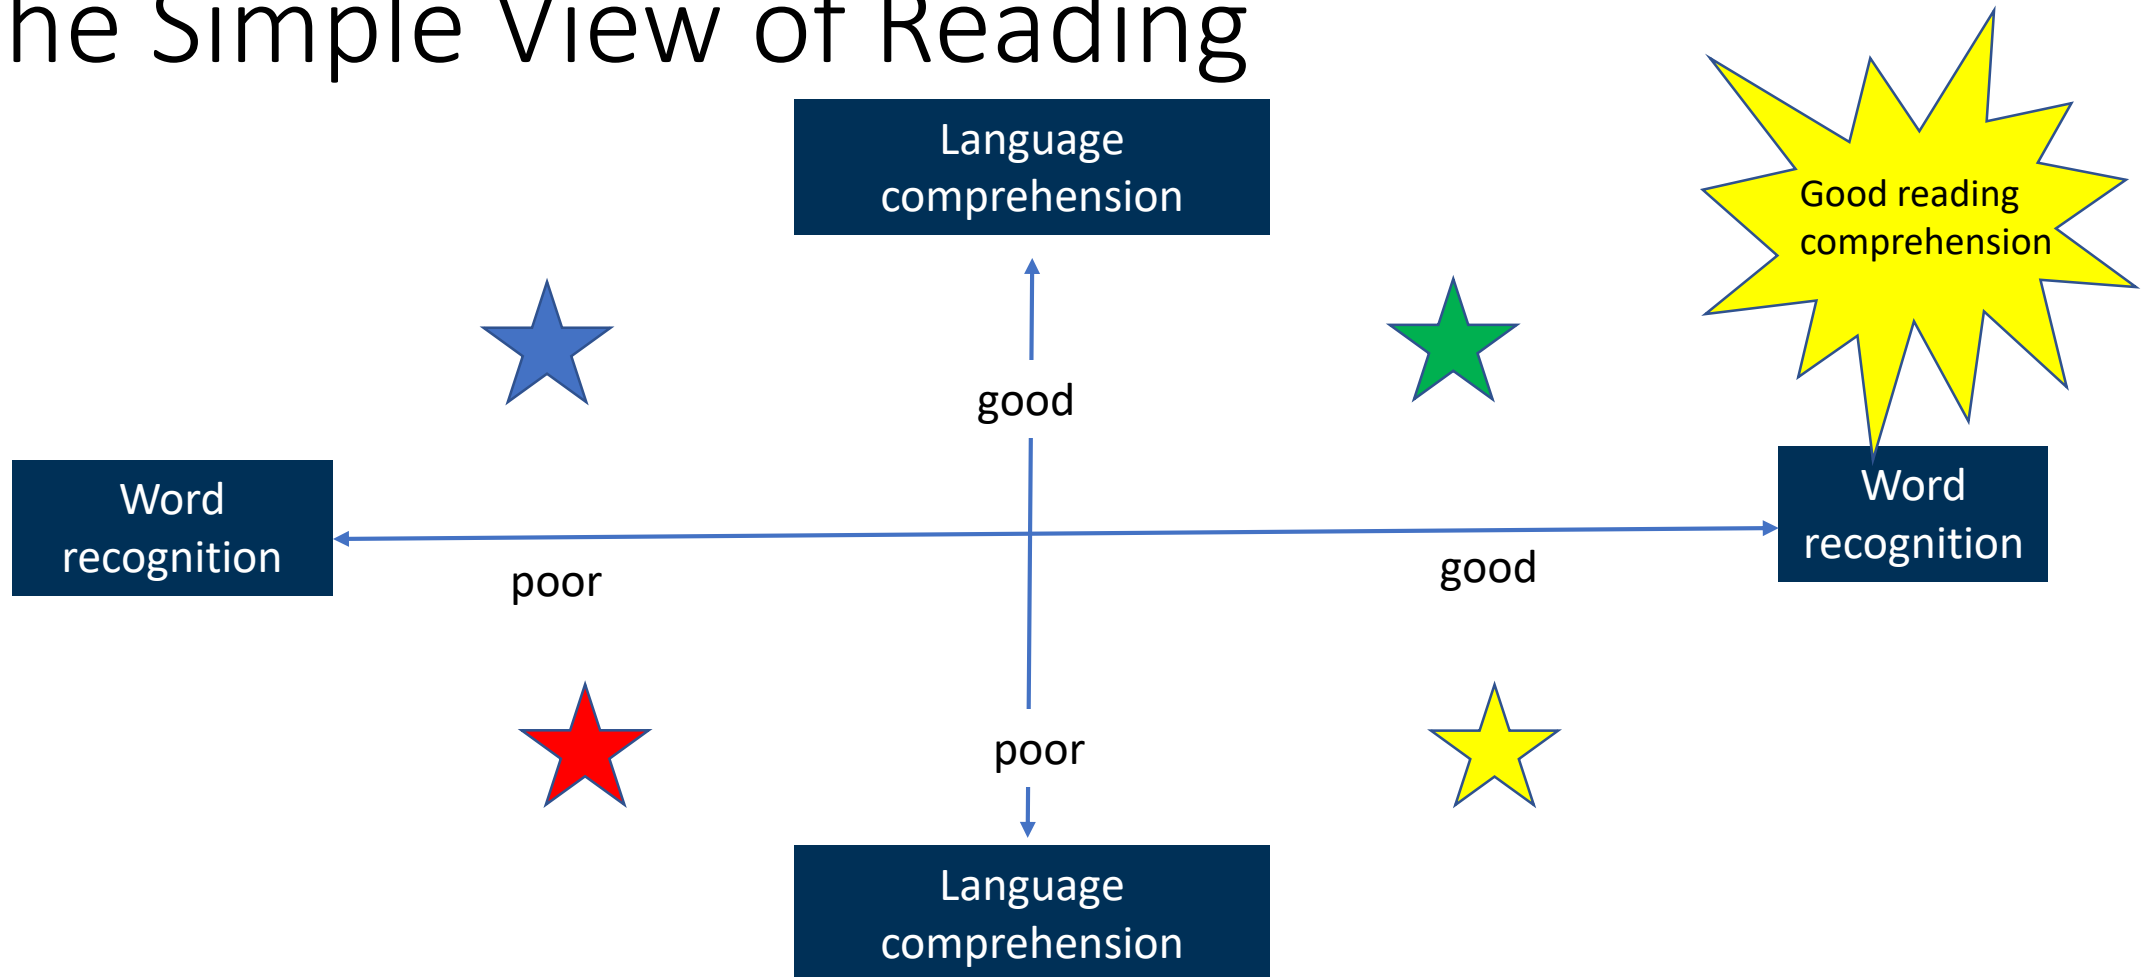 he Simple View of Reading
Language
comprehension
Good reading
comprehension
good
Word
recognition
Word
recognition
poor
good
poor
Language
comprehension